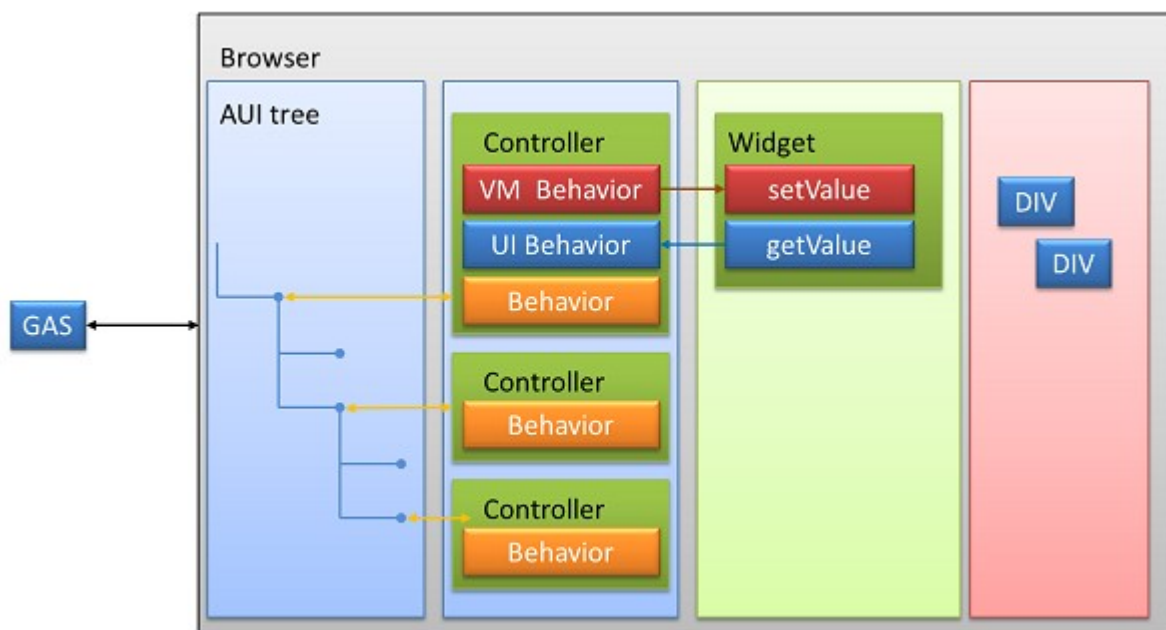 Browser
AUI tree
GAS
Controller
VM Behavior
UI Behavior
Behavior
Controller
Behavior
Controller
Behavior
Widget
setValue
getValue
DIV
DIV